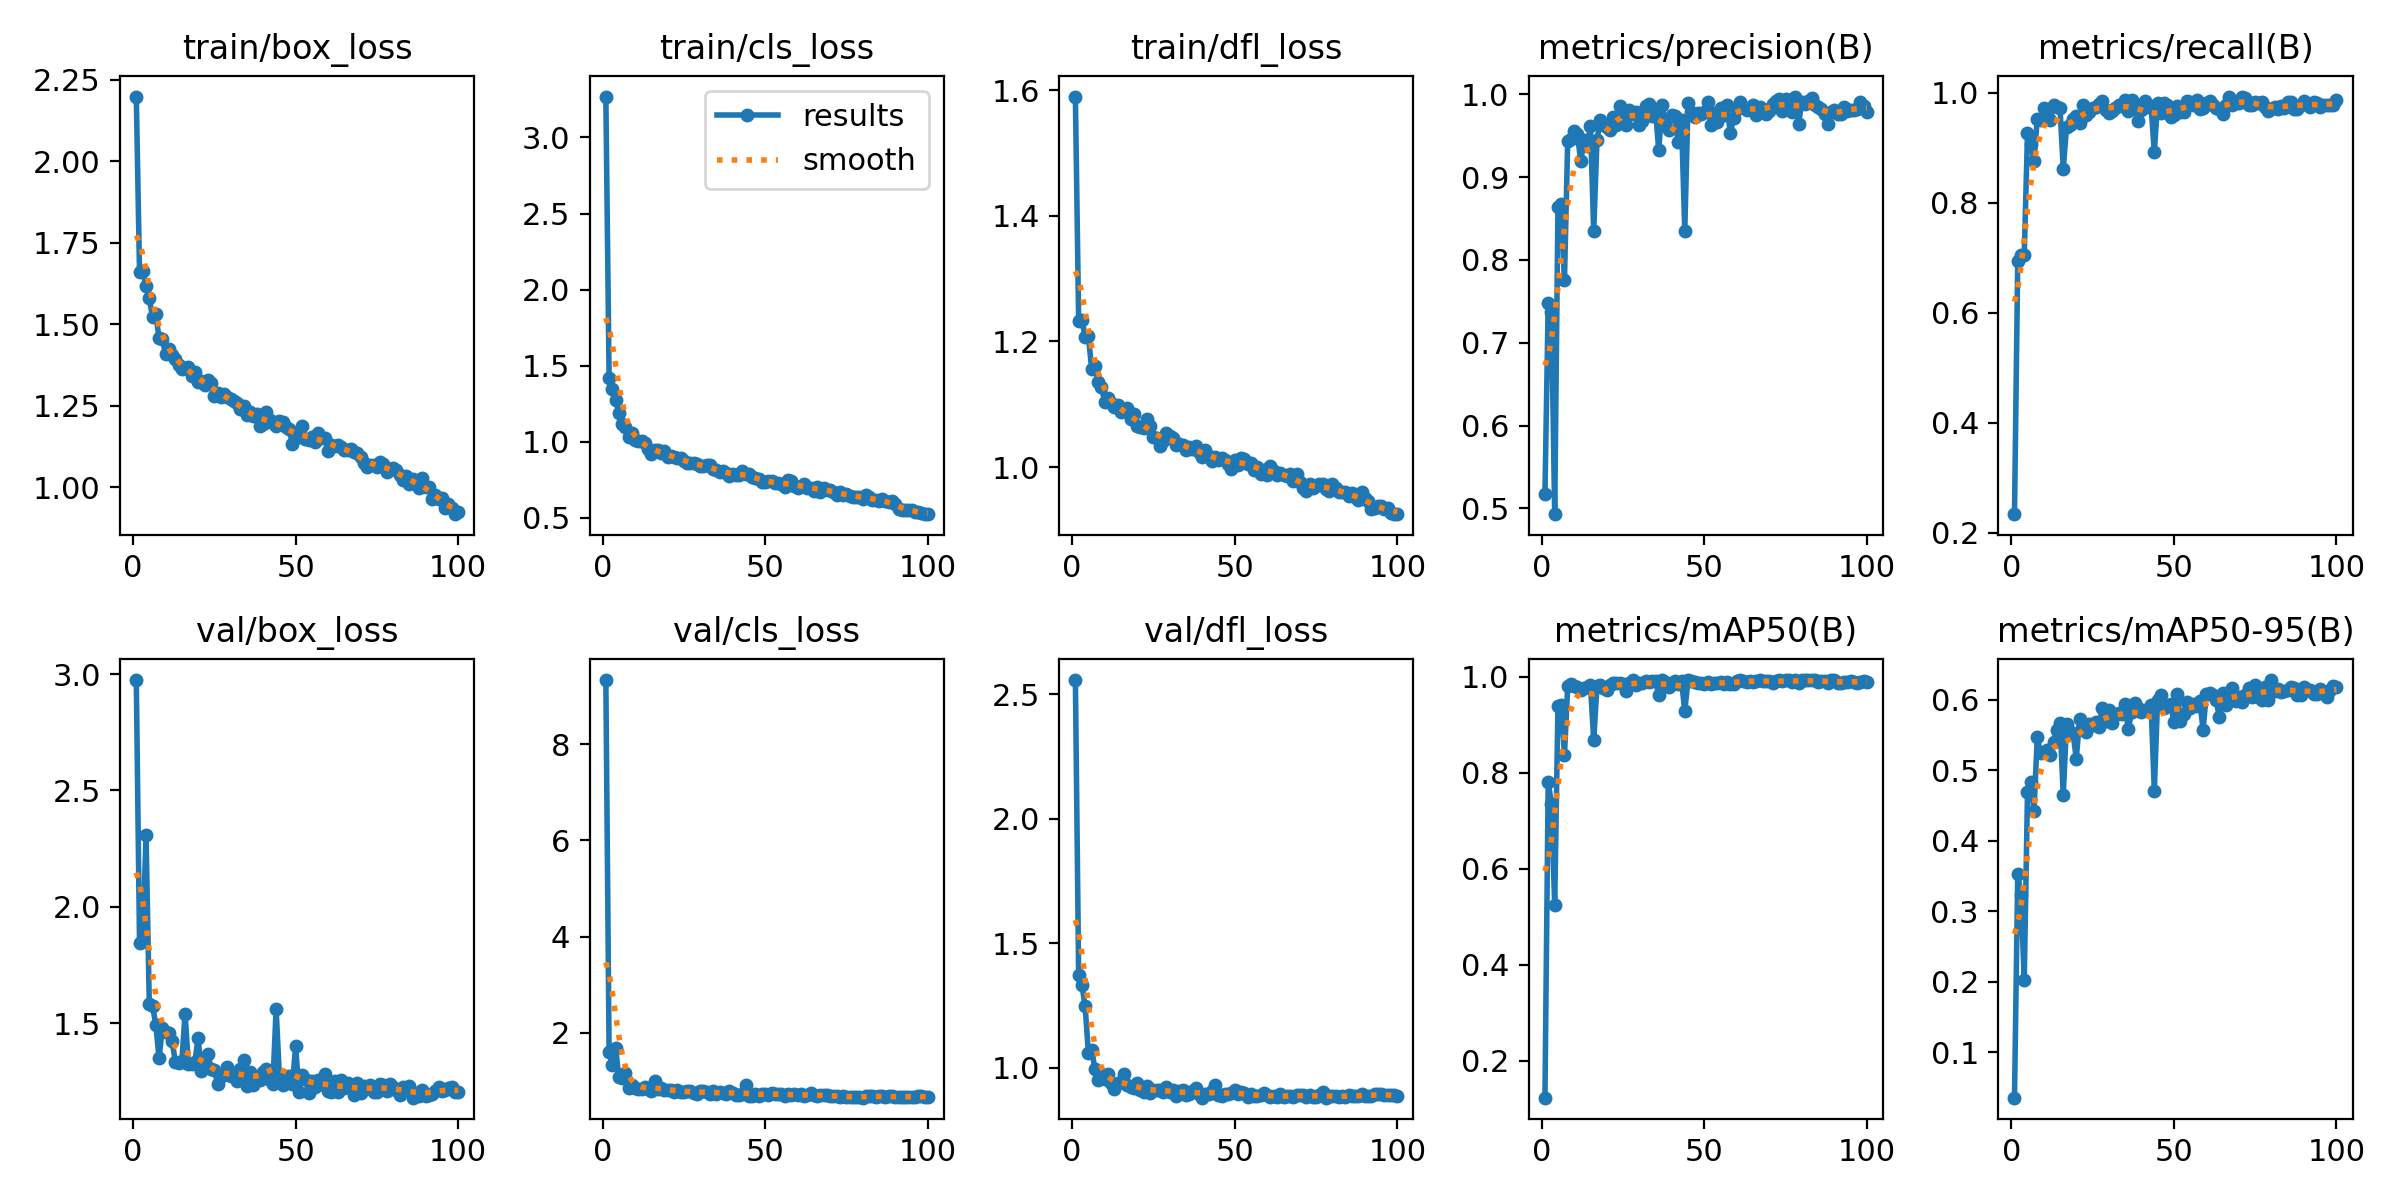 train/box_loss
2.25
2.00
1.75
1.50
1.25
1.00
0 50 100
train/cls_loss
results
smooth
3.0
2.5
2.0
1.5
1.0
0.5
0 50 100
train/dfl_loss
1.6
1.4
1.2
1.0
0 50 100
metrics/precision(B)
1.0
0.9
0.8
0.7
0.6
0.5
0 50 100
metrics/recall(B)
1.0
0.8
0.6
0.4
0.2
0 50 100
val/box_loss
3.0
2.5
2.0
1.5
0 50 100
val/cls_loss
8
6
4
2
0 50 100
val/dfl_loss
2.5
2.0
1.5
1.0
0 50 100
metrics/mAP50(B)
1.0
0.8
0.6
0.4
0.2
0 50 100
metrics/mAP50-95(B)
0.6
0.5
0.4
0.3
0.2
0.1
0 50 100